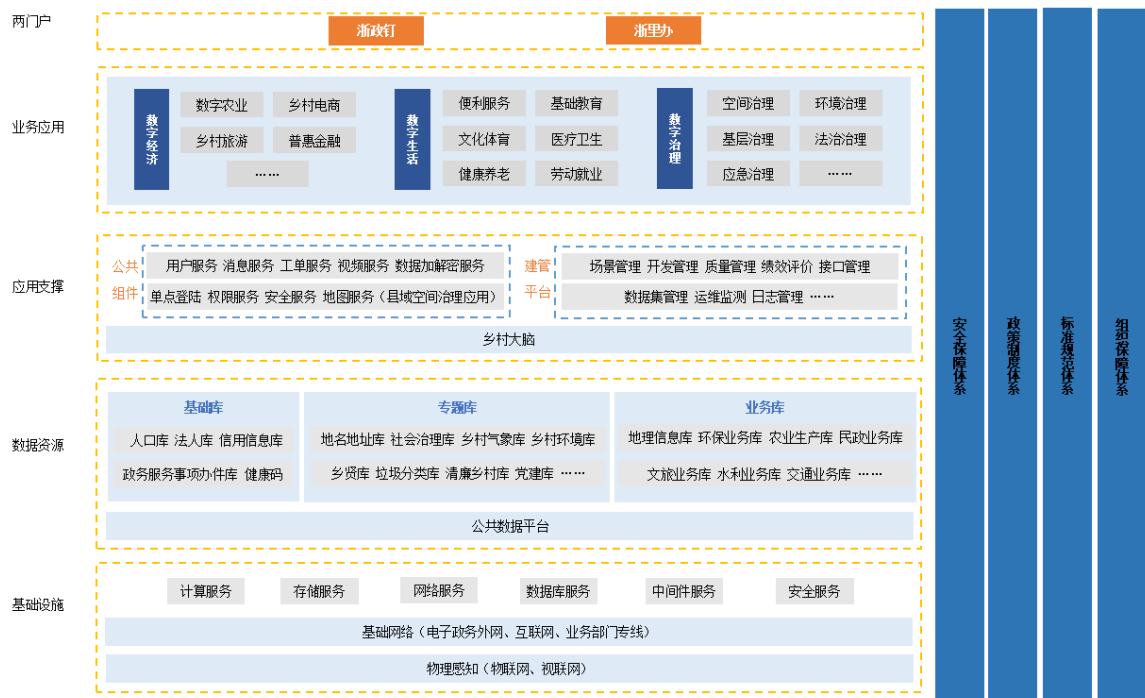 两门户
浙政钉 浙里办
业务应用
数字经济
数字农业 乡村电商
乡村旅游 普惠金融
……
数字生活
便利服务 基础教育
文化体育 医疗卫生
健康养老 劳动就业
数字治理
空间治理 环境治理
基层治理 法治治理
应急治理 ……
应用支撑
公共组件
用户服务 消息服务 工单服务 视频服务 数据加解密服务
单点登陆 权限服务 安全服务 地图服务（县域空间治理应用）
建管平台
场景管理 开发管理 质量管理 绩效评价 接口管理
数据集管理 运维监测 日志管理 ……
乡村大脑
数据资源
基础库
人口库 法人库 信用信息库
政务服务事项办件库 健康码
专题库
地名地址库 社会治理库 乡村气象库 乡村环境库
乡贤库 垃圾分类库 清廉乡村库 党建库 ……
业务库
地理信息库 环保业务库 农业生产库 民政业务库
文旅业务库 水利业务库 交通业务库 ……
公共数据平台
基础设施
计算服务 存储服务 网络服务 数据库服务 中间件服务 安全服务
基础网络（电子政务外网、互联网、业务部门专线）
物理感知（物联网、视联网）
安全保障体系
政策制度体系
标准规范体系
组织保障体系